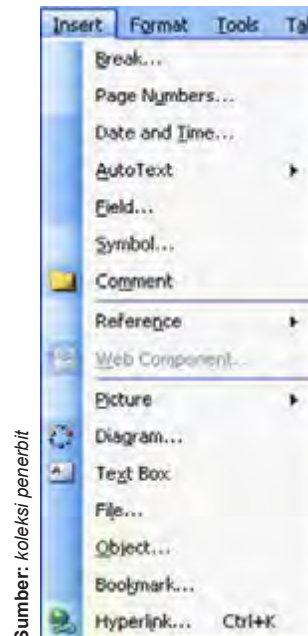 Insert Format Tools Ta
Break...
Page Numbers...
Date and Time...
AutoText
Field...
Symbol...
Comment
Reference
Web Component...
Picture
Diagram...
Text Box
File...
Object...
Bookmark...
Hyperlink... Ctrl+K
Sumber: koleksi penerbit